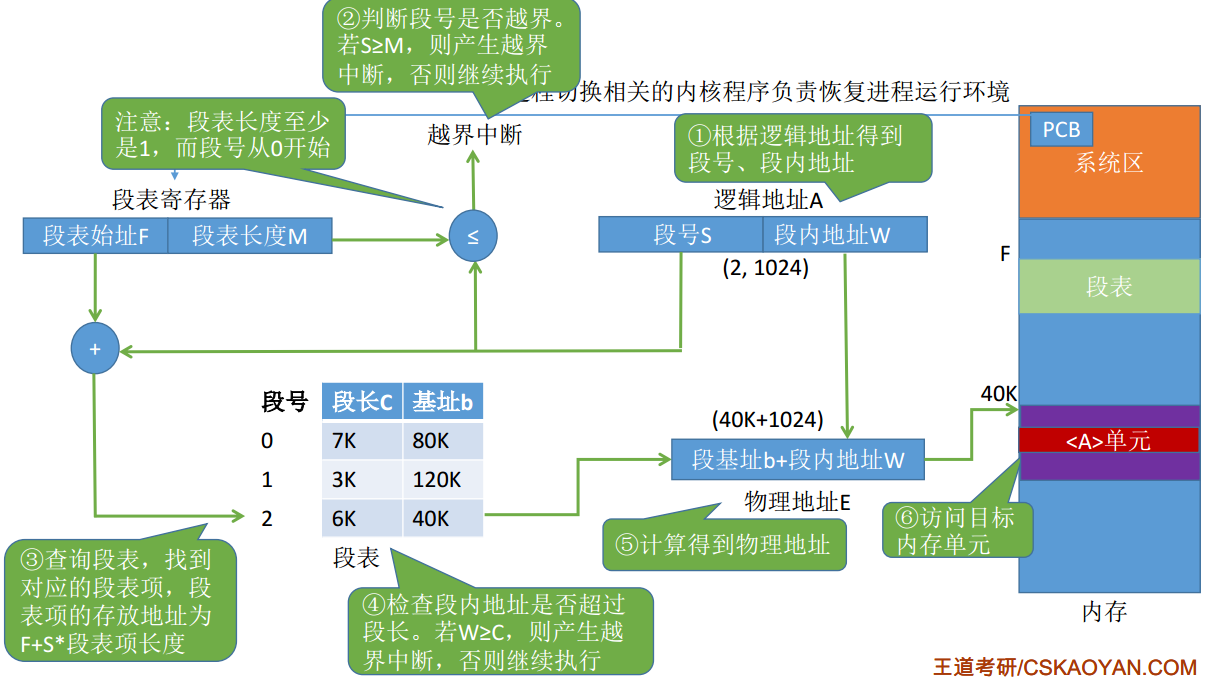 ②判断段号是否越界。
若S≥M，则产生越界
中断，否则继续执行
程切换相关的内核程序负责恢复进程运行环境
注意：段表长度至少
是1，而段号从0开始
越界中断
①根据逻辑地址得到
段号、段内地址
PCB
系统区
段表寄存器
逻辑地址A
段表始址F
段表长度M
≤
段号S
段内地址W
(2, 1024)
F
段表
+
段号
段长C
基址b
0
7K
80K
1
3K
120K
2
6K
40K
段表
(40K+1024)
段基址b+段内地址W
物理地址E
40K
<A>单元
③查询段表，找到
对应的段表项，段
表项的存放地址为
F+S*段表项长度
④检查段内地址是否超过
段长。若W≥C，则产生越
界中断，否则继续执行
⑤计算得到物理地址
⑥访问目标
内存单元
内存
王道考研/CSKAOYAN.COM